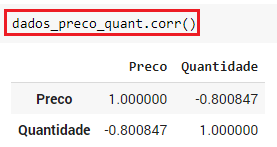 dados_preco_quant.corr()
Preco Quantidade
Preco 1.000000 -0.800847
Quantidade -0.800847 1.000000